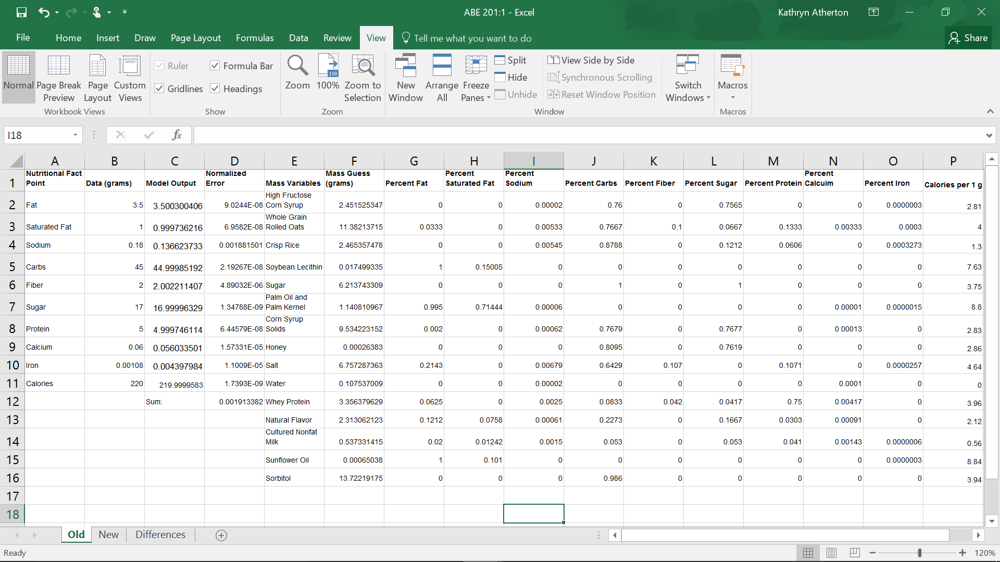 ABE 201:1 - Excel
Kathryn Atherton
File Home Insert Draw Page Layout Formulas Data Review View Tell me what you want to do Share
Normal Page Break Preview Page Layout Custom Views
Workbook Views
Ruler Formula Bar
Gridlines Headings
Show
Zoom 100% Zoom to Selection
100
Zoom
New Window Arrange All Freeze Panes
Split
Hide
Unhide
View Side by Side
Synchronous Scrolling
Reset Window Position
Window
Switch Windows
Macros
Macros
I18
fx
A B C D E F G H I J K L M N O P
1 Nutritional Fact Point Data (grams) Model Output Normalized Error Mass Variables Mass Guess (grams) Percent Fat Percent Saturated Fat Percent Sodium Percent Carbs Percent Fiber Percent Sugar Percent Protein Percent Calcuim Percent Iron Calories per 1 g
2 Fat 3.5 3.500300406 9.0244E-08 High Fructose Corn Syrup 2.451525347 0 0 0.00002 0.76 0 0.7565 0 0 0.0000003 2.81
3 Saturated Fat 1 0.999736216 6.9582E-08 Whole Grain Rolled Oats 11.38213715 0.0333 0 0.00533 0.7667 0.1 0.0667 0.1333 0.00333 0.0003 4
4 Sodium 0.18 0.136623733 0.001881501 Crisp Rice 2.465357478 0 0 0.00545 0.8788 0 0.1212 0.0606 0 0.0003273 1.3
5 Carbs 45 44.99985192 2.19267E-08 Soybean Lecithin 0.017499335 1 0.15005 0 0 0 0 0 0 0 7.63
6 Fiber 2 2.002211407 4.89032E-06 Sugar 6.213743309 0 0 0 1 0 1 0 0 0 3.75
7 Sugar 17 16.99996329 1.34788E-09 Palm Oil and Palm Kernel 1.140810967 0.995 0.71444 0.00006 0 0 0 0 0.00001 0.0000015 8.8
8 Protein 5 4.999746114 6.44579E-08 Corn Syrup Solids 9.534223152 0.002 0 0.00062 0.7679 0 0.7677 0 0.00013 0 2.83
9 Calcium 0.06 0.056033501 1.57331E-05 Honey 0.00026383 0 0 0 0.8095 0 0.7619 0 0 0 2.86
10 Iron 0.00108 0.004397984 1.1009E-05 Salt 6.757287363 0.2143 0 0.00679 0.6429 0.107 0 0.1071 0 0.0000257 4.64
11 Calories 220 219.9999583 1.7393E-09 Water 0.107537009 0 0 0.00002 0 0 0 0 0.0001 0 0
12 Sum: 0.001913382 Whey Protein 3.356379629 0.0625 0 0.0025 0.0833 0.042 0.0417 0.75 0.00417 0 3.96
13 Natural Flavor 2.313062123 0.1212 0.0758 0.00061 0.2273 0 0.1667 0.0303 0.00091 0 2.12
14 Cultured Nonfat Milk 0.537331415 0.02 0.01242 0.0015 0.053 0 0.053 0.041 0.00143 0.0000006 0.56
15 Sunflower Oil 0.00065038 1 0.101 0 0 0 0 0 0 0.0000003 8.84
16 Sorbitol 13.72219175 0 0 0 0.986 0 0 0 0 0 3.94
17
18
Old New Differences
Ready
120%